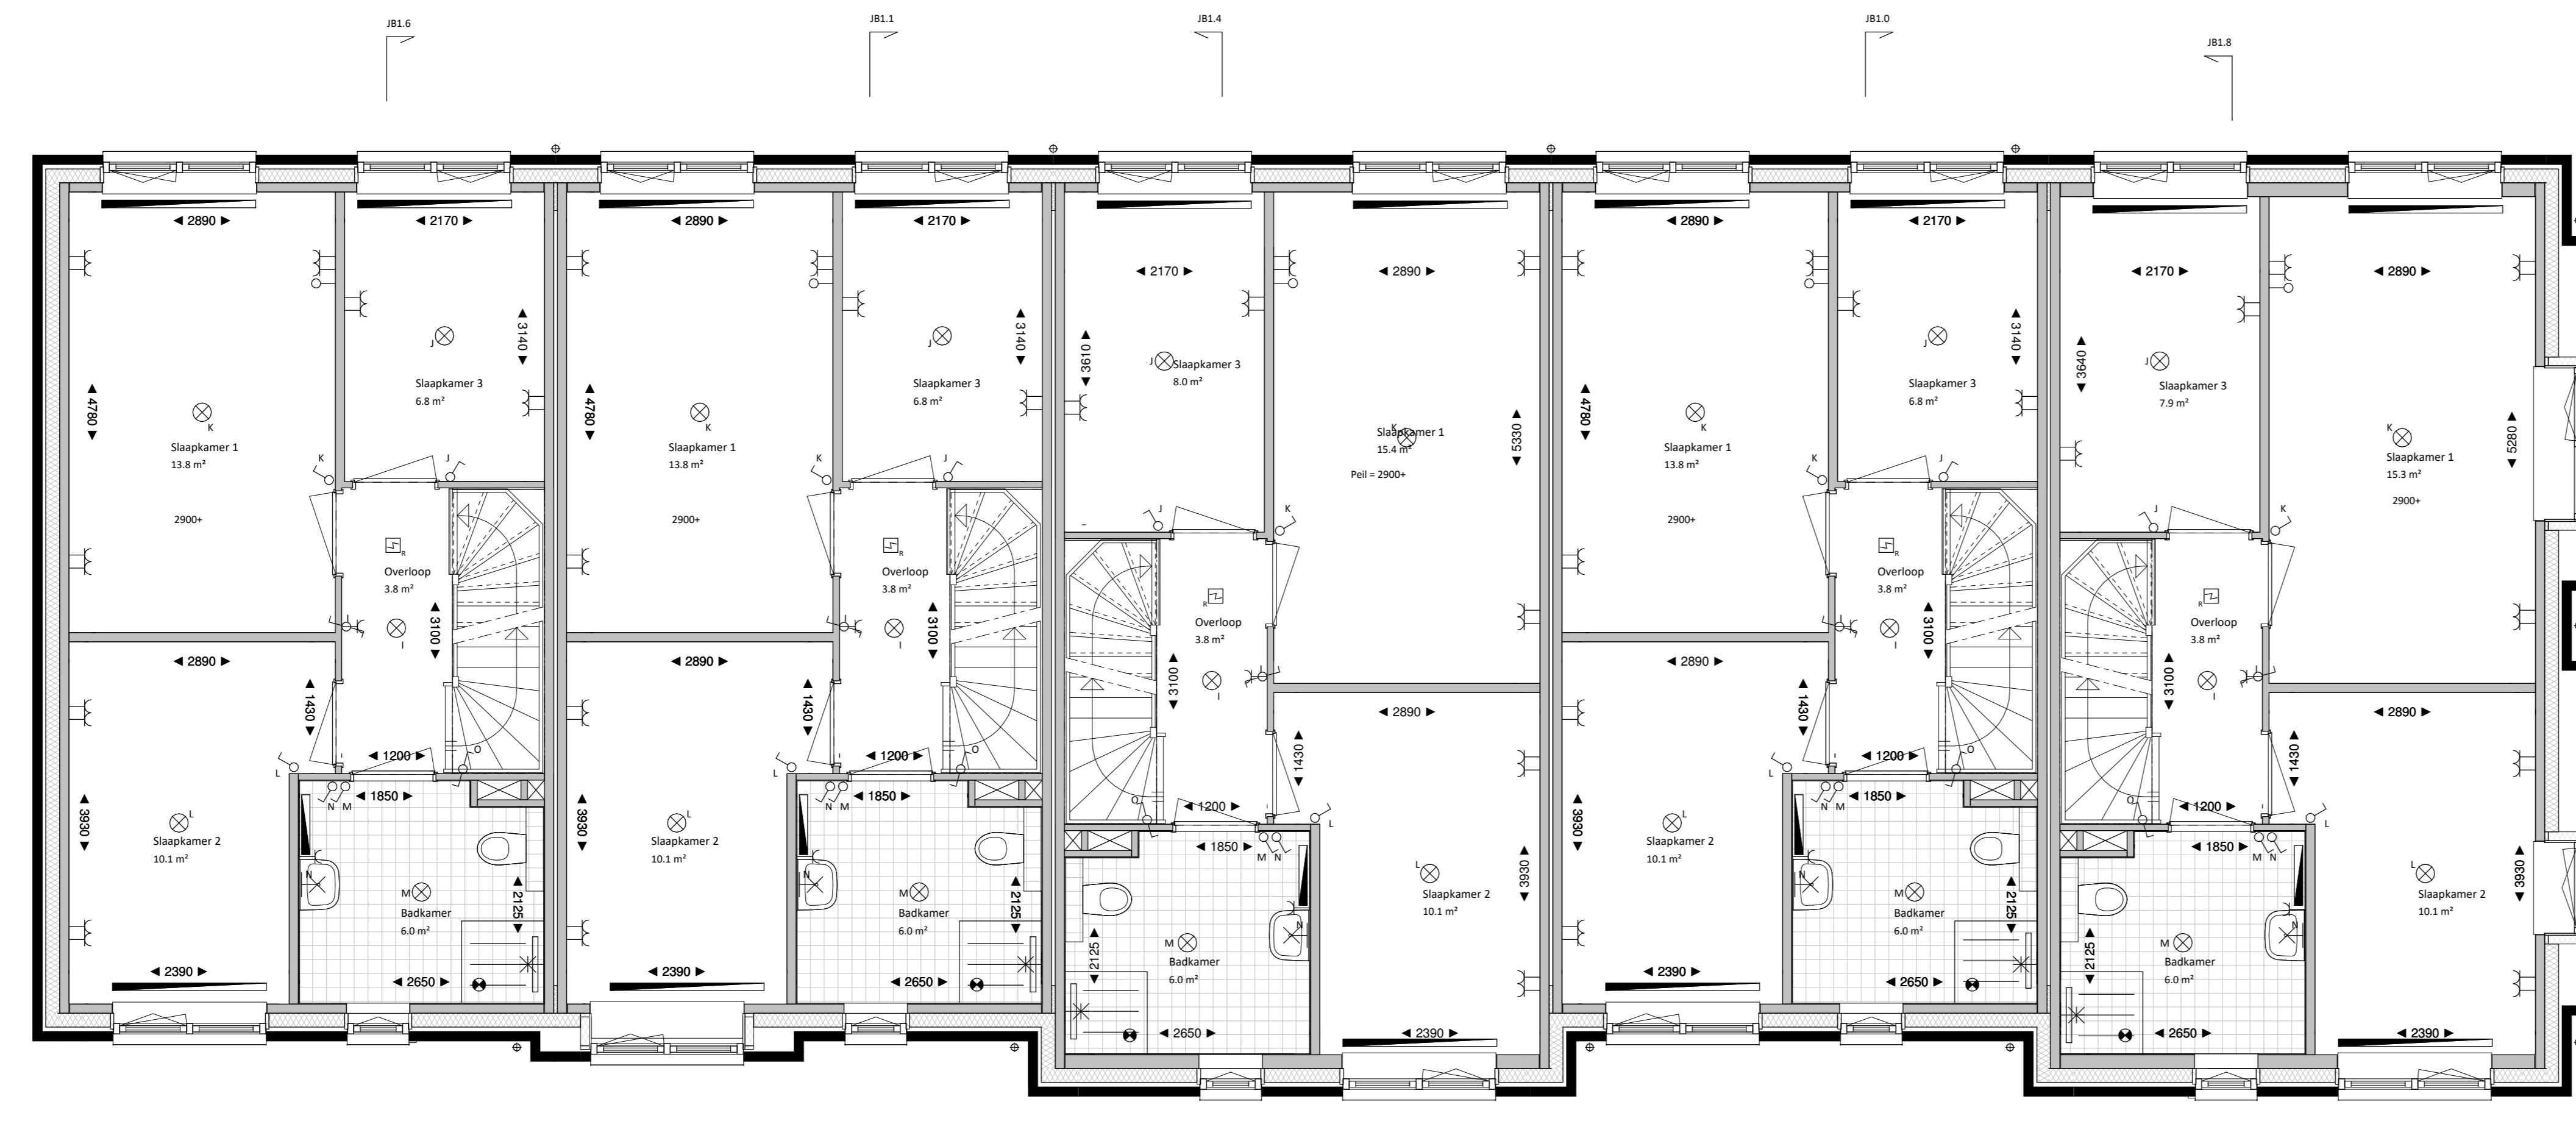 JB1.6
JB1.1
JB1.4
JB1.0
JB1.8
◄ 2890 ►
◄ 2170 ►
◄ 4780 ►
◄ 3140 ►
J
Slaapkamer 3
6.8 m²
K
Slaapkamer 1
13.8 m²
K
J
2900+
R
Overloop
3.8 m²
◄ 3100 ►
I
◄ 2890 ►
◄ 1430 ►
◄ 1200 ►
O
L
◄ 1850 ►
N M
◄ 3930 ►
L
Slaapkamer 2
10.1 m²
N
M
Badkamer
6.0 m²
◄ 2125 ►
◄ 2390 ►
◄ 2650 ►
◄ 2890 ►
◄ 2170 ►
◄ 4780 ►
◄ 3140 ►
J
Slaapkamer 3
6.8 m²
K
Slaapkamer 1
13.8 m²
K
J
2900+
R
Overloop
3.8 m²
◄ 3100 ►
I
◄ 2890 ►
◄ 1430 ►
◄ 1200 ►
O
L
◄ 1850 ►
N M
◄ 3930 ►
L
Slaapkamer 2
10.1 m²
N
M
Badkamer
6.0 m²
◄ 2125 ►
◄ 2390 ►
◄ 2650 ►
◄ 2170 ►
◄ 2890 ►
◄ 3610 ►
J
Slaapkamer 3
8.0 m²
◄ 5330 ►
K
Slaapkamer 1
15.4 m²
Peil = 2900+
J
K
R
Overloop
3.8 m²
◄ 3100 ►
I
◄ 2890 ►
◄ 1430 ►
O
◄ 1200 ►
L
◄ 1850 ►
M N
L
Slaapkamer 2
10.1 m²
◄ 3930 ►
N
M
Badkamer
6.0 m²
◄ 2125 ►
◄ 2650 ►
◄ 2390 ►
◄ 2890 ►
◄ 2170 ►
◄ 4780 ►
◄ 3140 ►
J
Slaapkamer 3
6.8 m²
K
Slaapkamer 1
13.8 m²
K
J
2900+
R
Overloop
3.8 m²
◄ 3100 ►
I
◄ 2890 ►
◄ 1430 ►
◄ 1200 ►
O
L
◄ 1850 ►
N M
◄ 3930 ►
L
Slaapkamer 2
10.1 m²
N
M
Badkamer
6.0 m²
◄ 2125 ►
◄ 2390 ►
◄ 2650 ►
◄ 2170 ►
◄ 2890 ►
◄ 3640 ►
J
Slaapkamer 3
7.9 m²
◄ 5280 ►
K
Slaapkamer 1
15.3 m²
2900+
J
K
R
Overloop
3.8 m²
◄ 3100 ►
I
◄ 2890 ►
◄ 1430 ►
O
◄ 1200 ►
L
◄ 1850 ►
M N
L
Slaapkamer 2
10.1 m²
◄ 3930 ►
N
M
Badkamer
6.0 m²
◄ 2125 ►
◄ 2650 ►
◄ 2390 ►